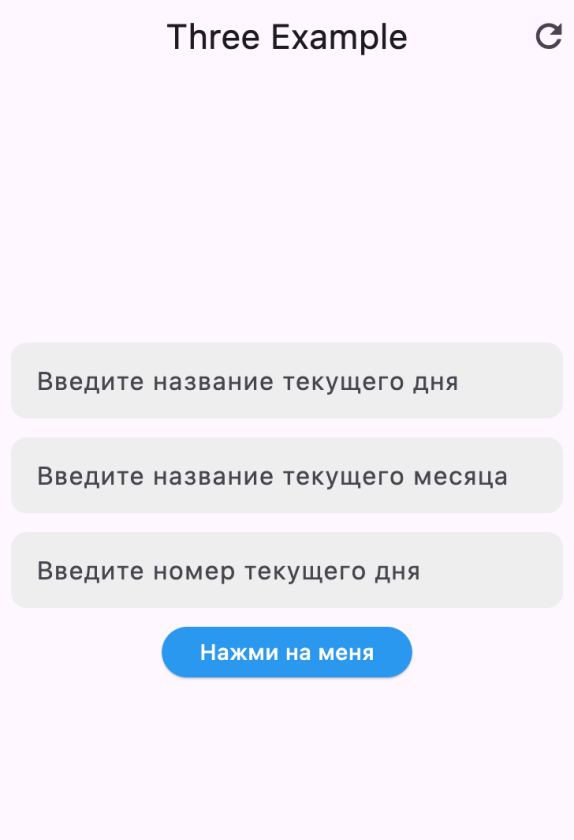 Three Example
Введите название текущего дня
Введите название текущего месяца
Введите номер текущего дня
Нажми на меня